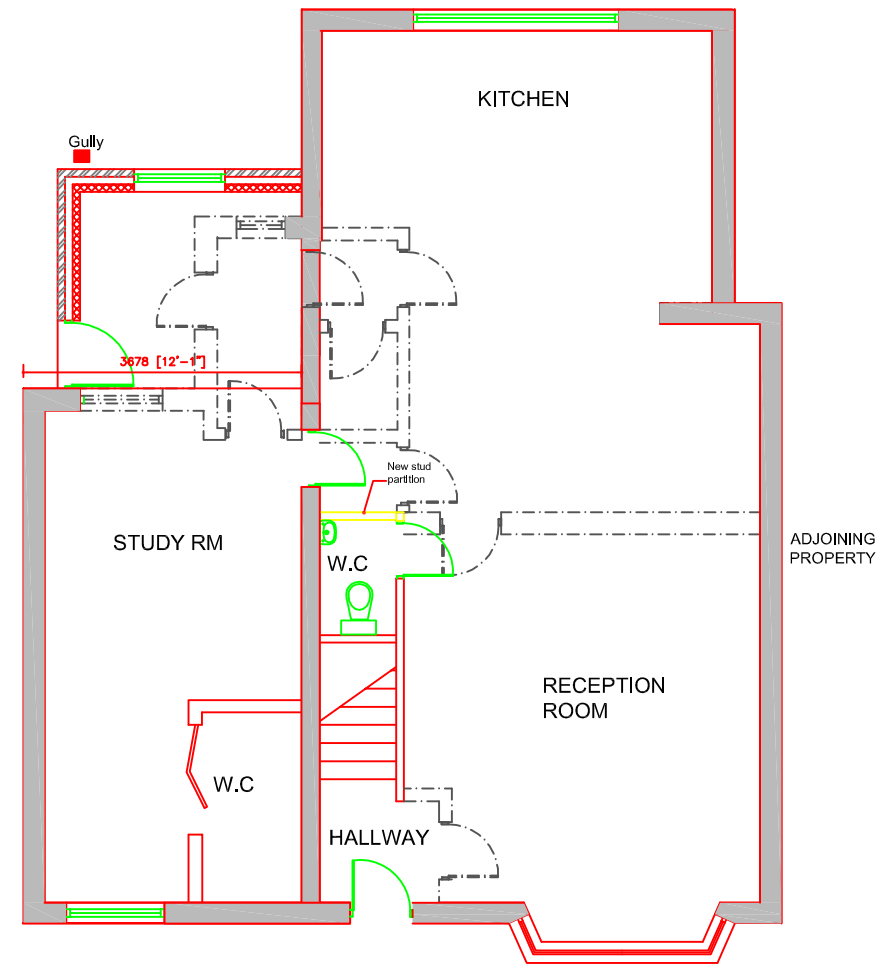 KITCHEN
Gully
3678 [12'-1"]
New stud
partition
STUDY RM
W.C
ADJOINING
PROPERTY
RECEPTION
ROOM
W.C
HALLWAY